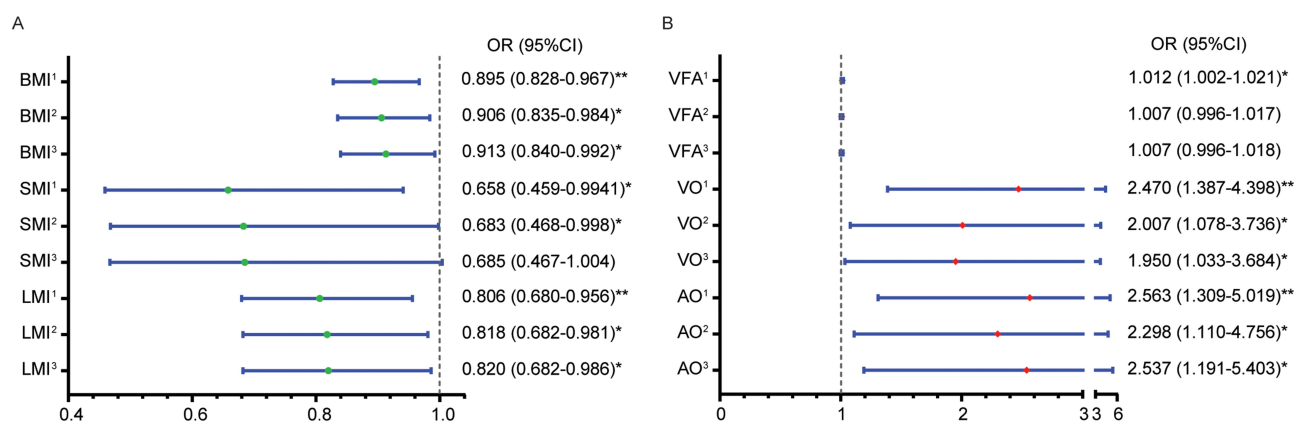 A
OR (95%CI)
BMI¹ 0.895 (0.828-0.967)**
BMI² 0.906 (0.835-0.984)*
BMI³ 0.913 (0.840-0.992)*
SMI¹ 0.658 (0.459-0.9941)*
SMI² 0.683 (0.468-0.998)*
SMI³ 0.685 (0.467-1.004)
LMI¹ 0.806 (0.680-0.956)**
LMI² 0.818 (0.682-0.981)*
LMI³ 0.820 (0.682-0.986)*
0.4 0.6 0.8 1.0
B
OR (95%CI)
VFA¹ 1.012 (1.002-1.021)*
VFA² 1.007 (0.996-1.017)
VFA³ 1.007 (0.996-1.018)
VO¹ 2.470 (1.387-4.398)**
VO² 2.007 (1.078-3.736)*
VO³ 1.950 (1.033-3.684)*
AO¹ 2.563 (1.309-5.019)**
AO² 2.298 (1.110-4.756)*
AO³ 2.537 (1.191-5.403)*
0 1 2 3 3 6